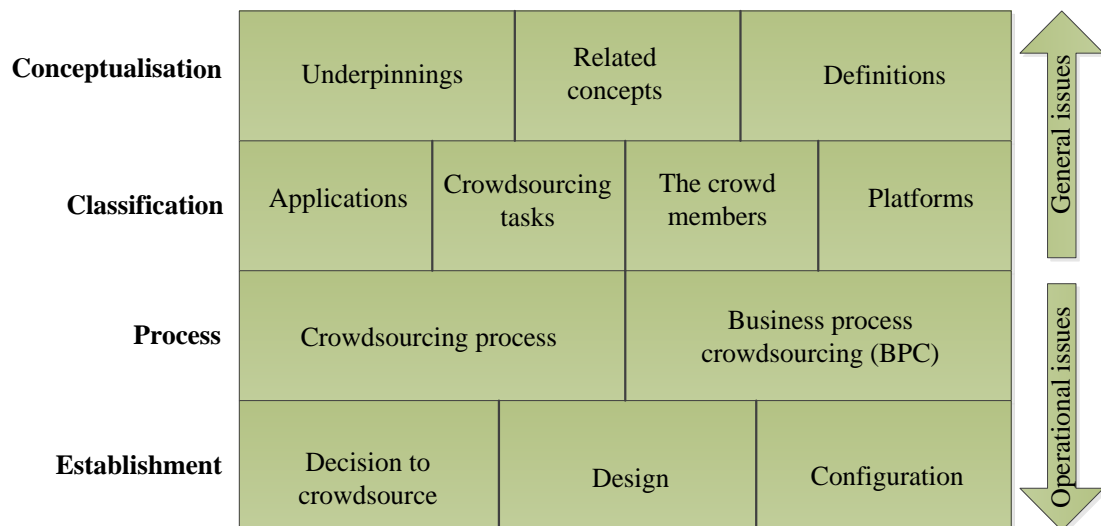 Conceptualisation
Underpinnings
Related
concepts
Definitions
General issues
Classification
Applications
Crowdsourcing
tasks
The crowd
members
Platforms
Process
Crowdsourcing process
Business process
crowdsourcing (BPC)
Operational issues
Establishment
Decision to
crowdsource
Design
Configuration